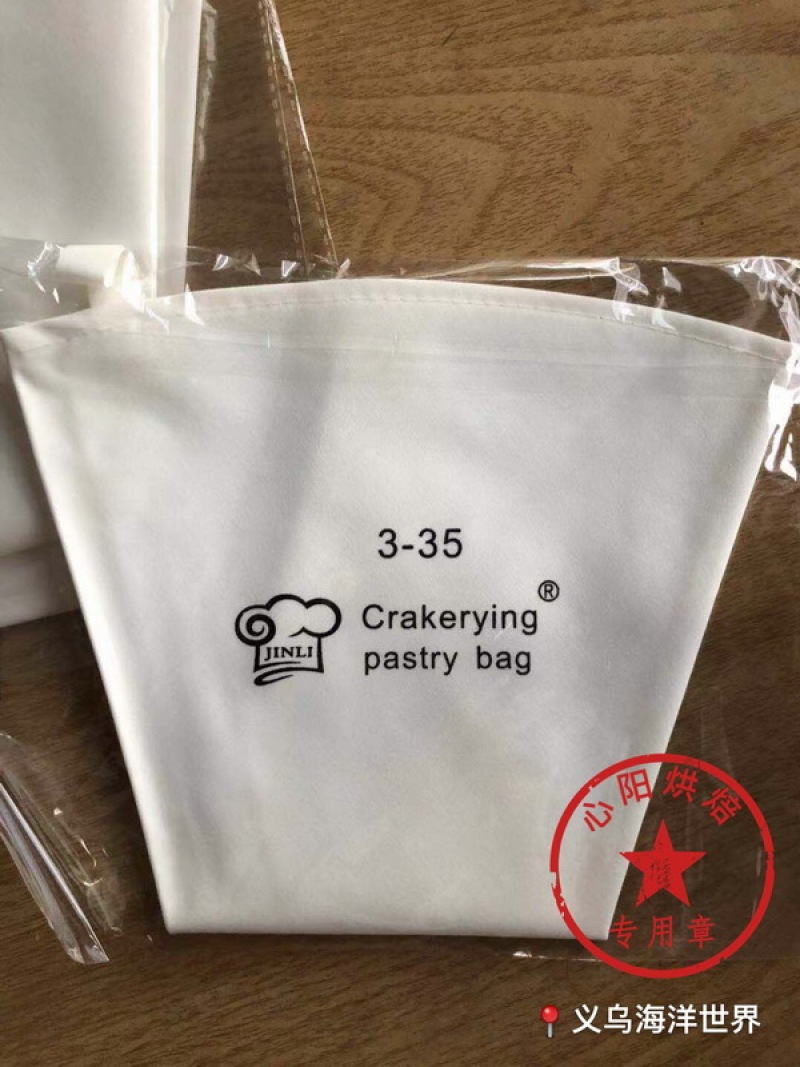 3-35
JINLI
Crakerying®
pastry bag
心阳烘焙
专用章
义乌海洋世界